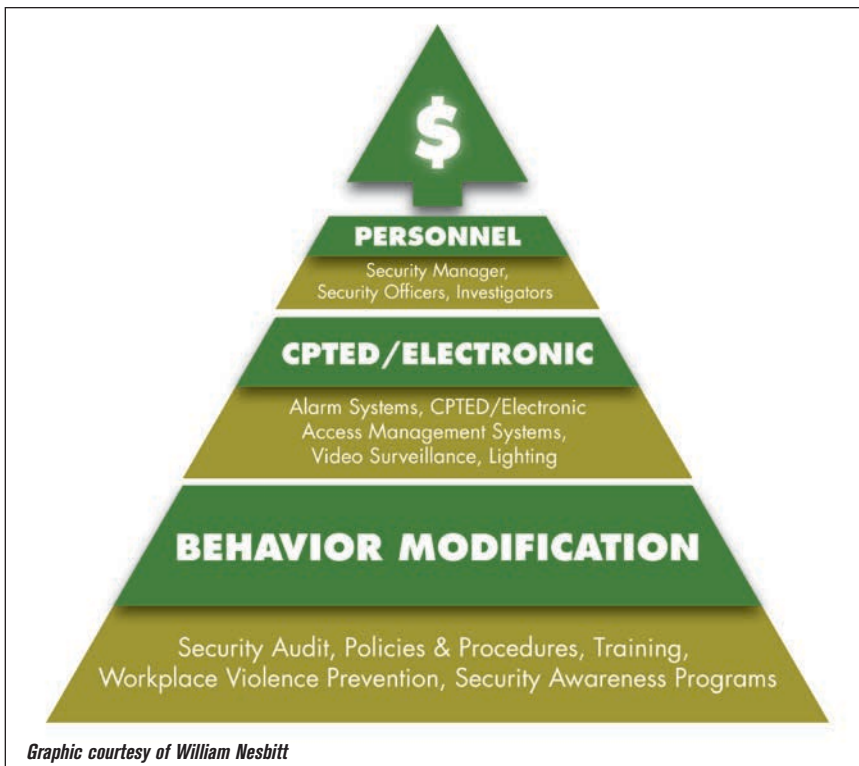 $
PERSONNEL
Security Manager,
Security Officers, Investigators
CPTED/ELECTRONIC
Alarm Systems, CPTED/Electronic
Access Management Systems,
Video Surveillance, Lighting
BEHAVIOR MODIFICATION
Security Audit, Policies & Procedures, Training,
Workplace Violence Prevention, Security Awareness Programs
Graphic courtesy of William Nesbitt